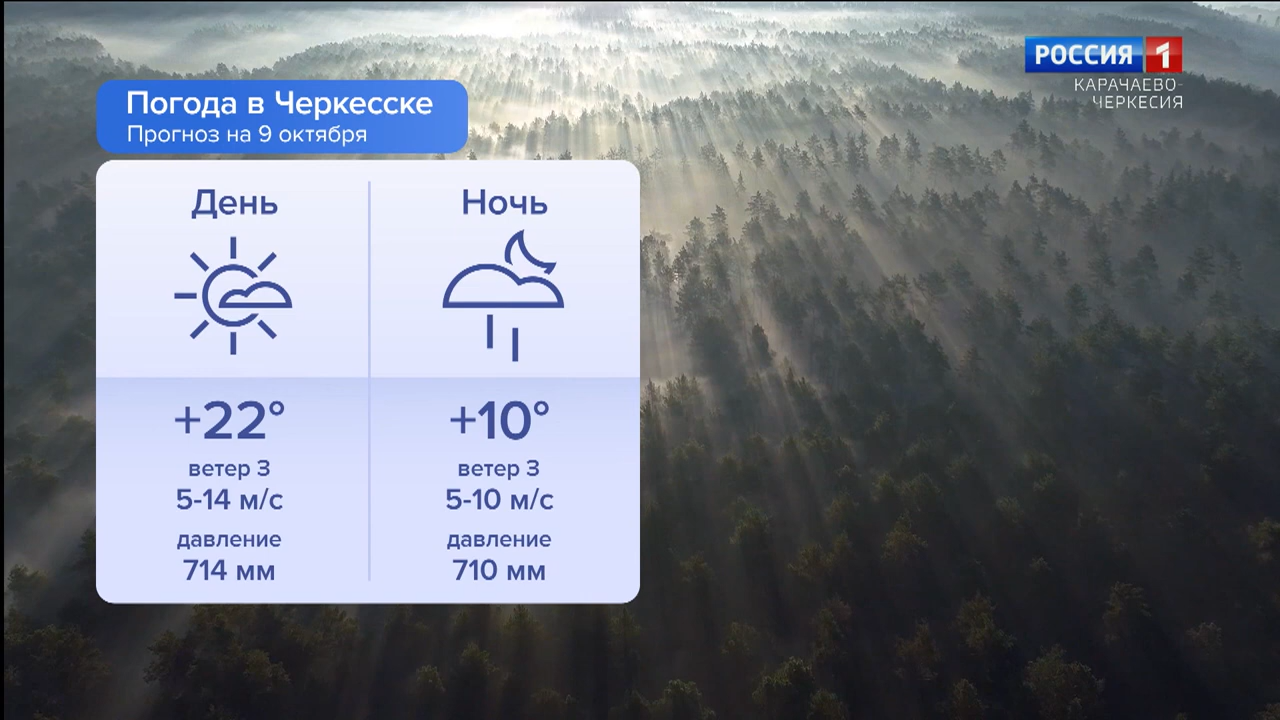 Погода в Черкесске
Прогноз на 9 октября
РОССИЯ 1
КАРАЧАЕВО-
ЧЕРКЕСИЯ
День
Ночь
+22°
+10°
ветер З
ветер З
5-14 м/с
5-10 м/с
давление
давление
714 мм
710 мм